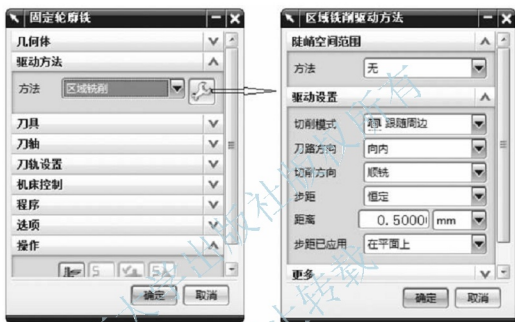 固定轮廓铣
几何体
驱动方法
方法 区域铣削
刀具
刀轴
刀轨设置
机床控制
程序
选项
操作
确定 取消
区域铣削驱动方法
陡峭空间范围
方法 无
驱动设置
切削模式 跟随周边
刀路方向 向内
切削方向 顺铣
步距 恒定
距离 0.5000 mm
步距已应用 在平面上
更多
确定 取消